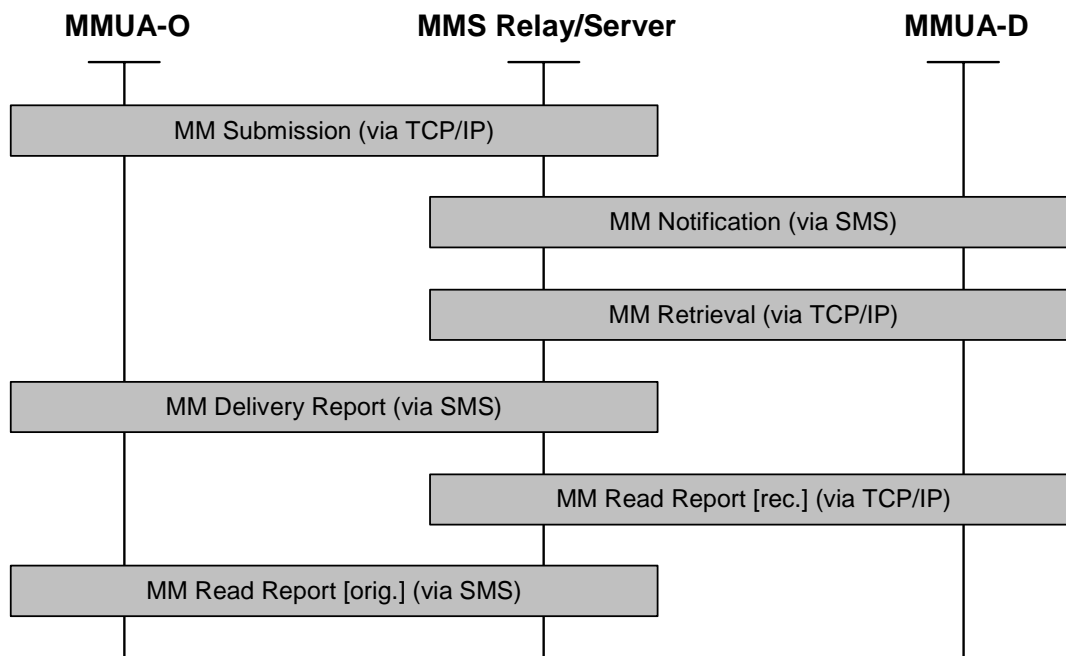 MMUA-O MMS Relay/Server MMUA-D
MM Submission (via TCP/IP)
MM Notification (via SMS)
MM Retrieval (via TCP/IP)
MM Delivery Report (via SMS)
MM Read Report [rec.] (via TCP/IP)
MM Read Report [orig.] (via SMS)